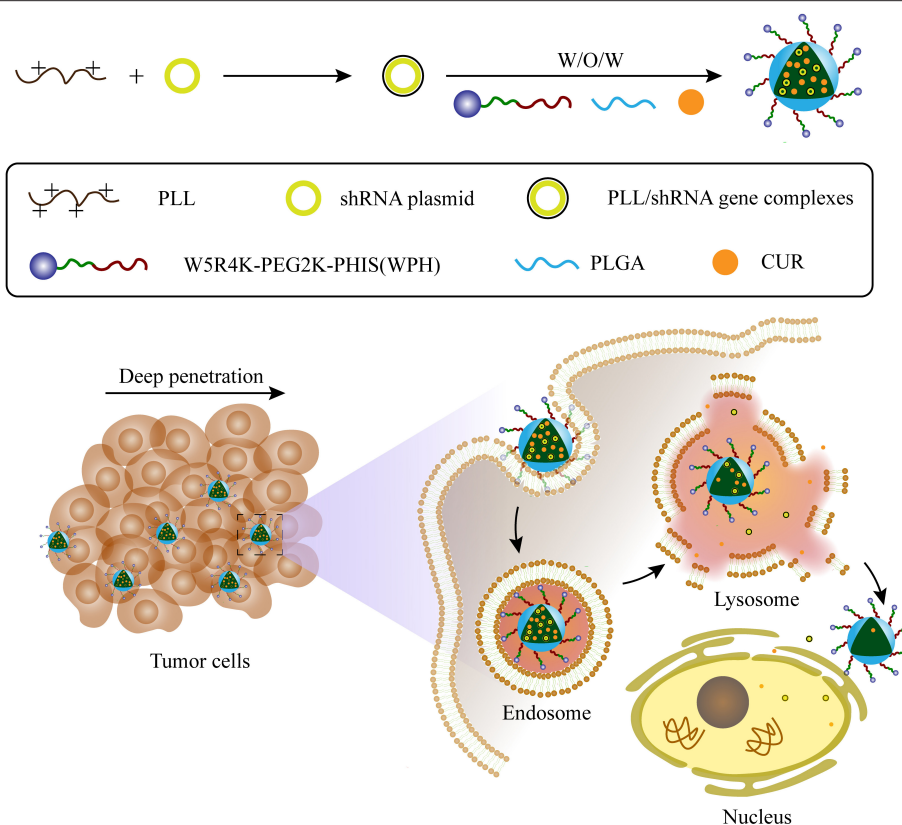 +
W/O/W
PLL
shRNA plasmid
PLL/shRNA gene complexes
W5R4K-PEG2K-PHIS(WPH)
PLGA
CUR
Deep penetration
Tumor cells
Endosome
Lysosome
Nucleus